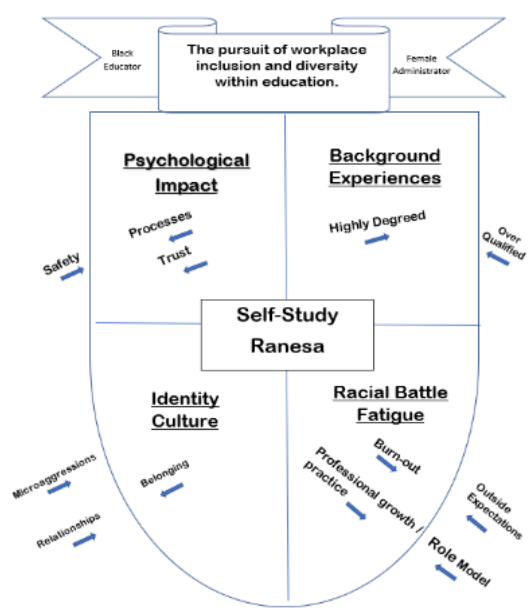 Black
Educator
The pursuit of workplace
inclusion and diversity
within education.
Female
Administrator
Psychological
Impact
Background
Experiences
Processes
Trust
Safety
Highly Degreed
Over
Qualified
Self-Study
Ranesa
Identity
Culture
Racial Battle
Fatigue
Belonging
Microaggressions
Relationships
Burn-out
Professional growth /
practice
Outside
Expectations
Role Model